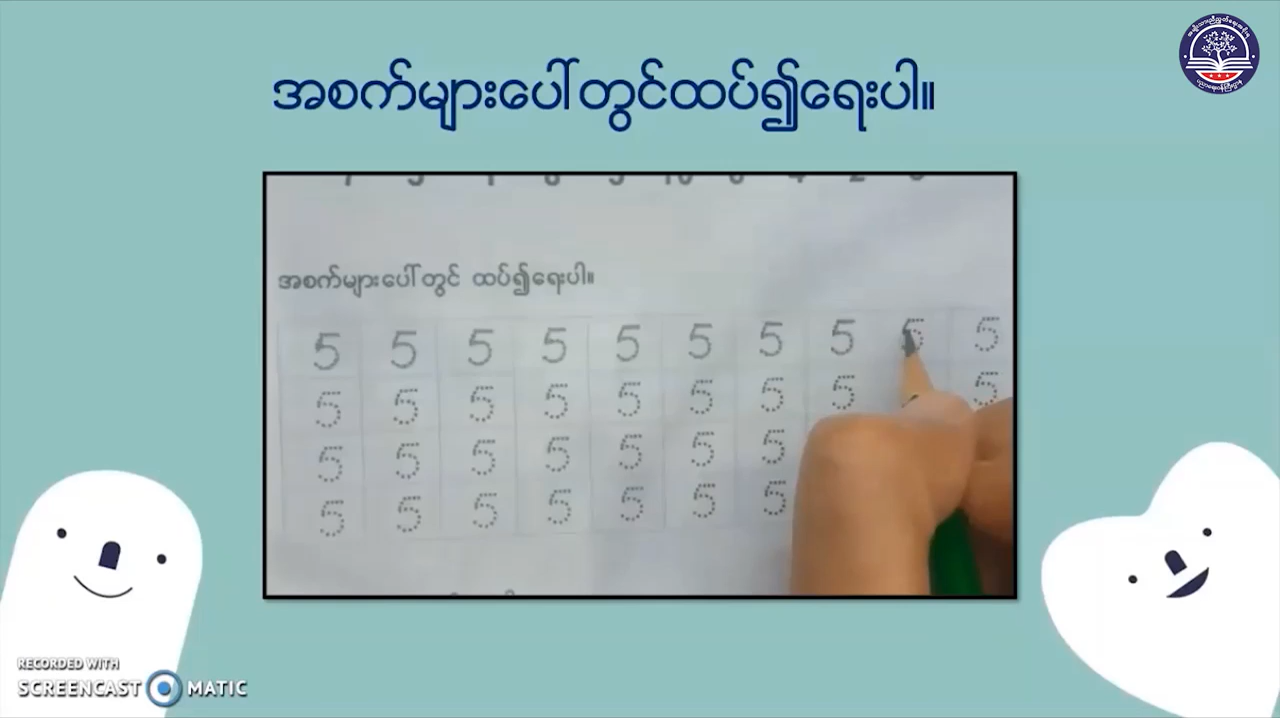 အစက်များပေါ်တွင်ထပ်၍ရေးပါ။
အစက်များပေါ်တွင် ထပ်၍ရေးပါ။
5 5 5 5 5 5 5 5 5 5
5 5 5 5 5 5 5 5 5
5 5 5 5 5 5 5
5 5 5 5 5 5 5
RECORDED WITH
SCREENCAST MATIC